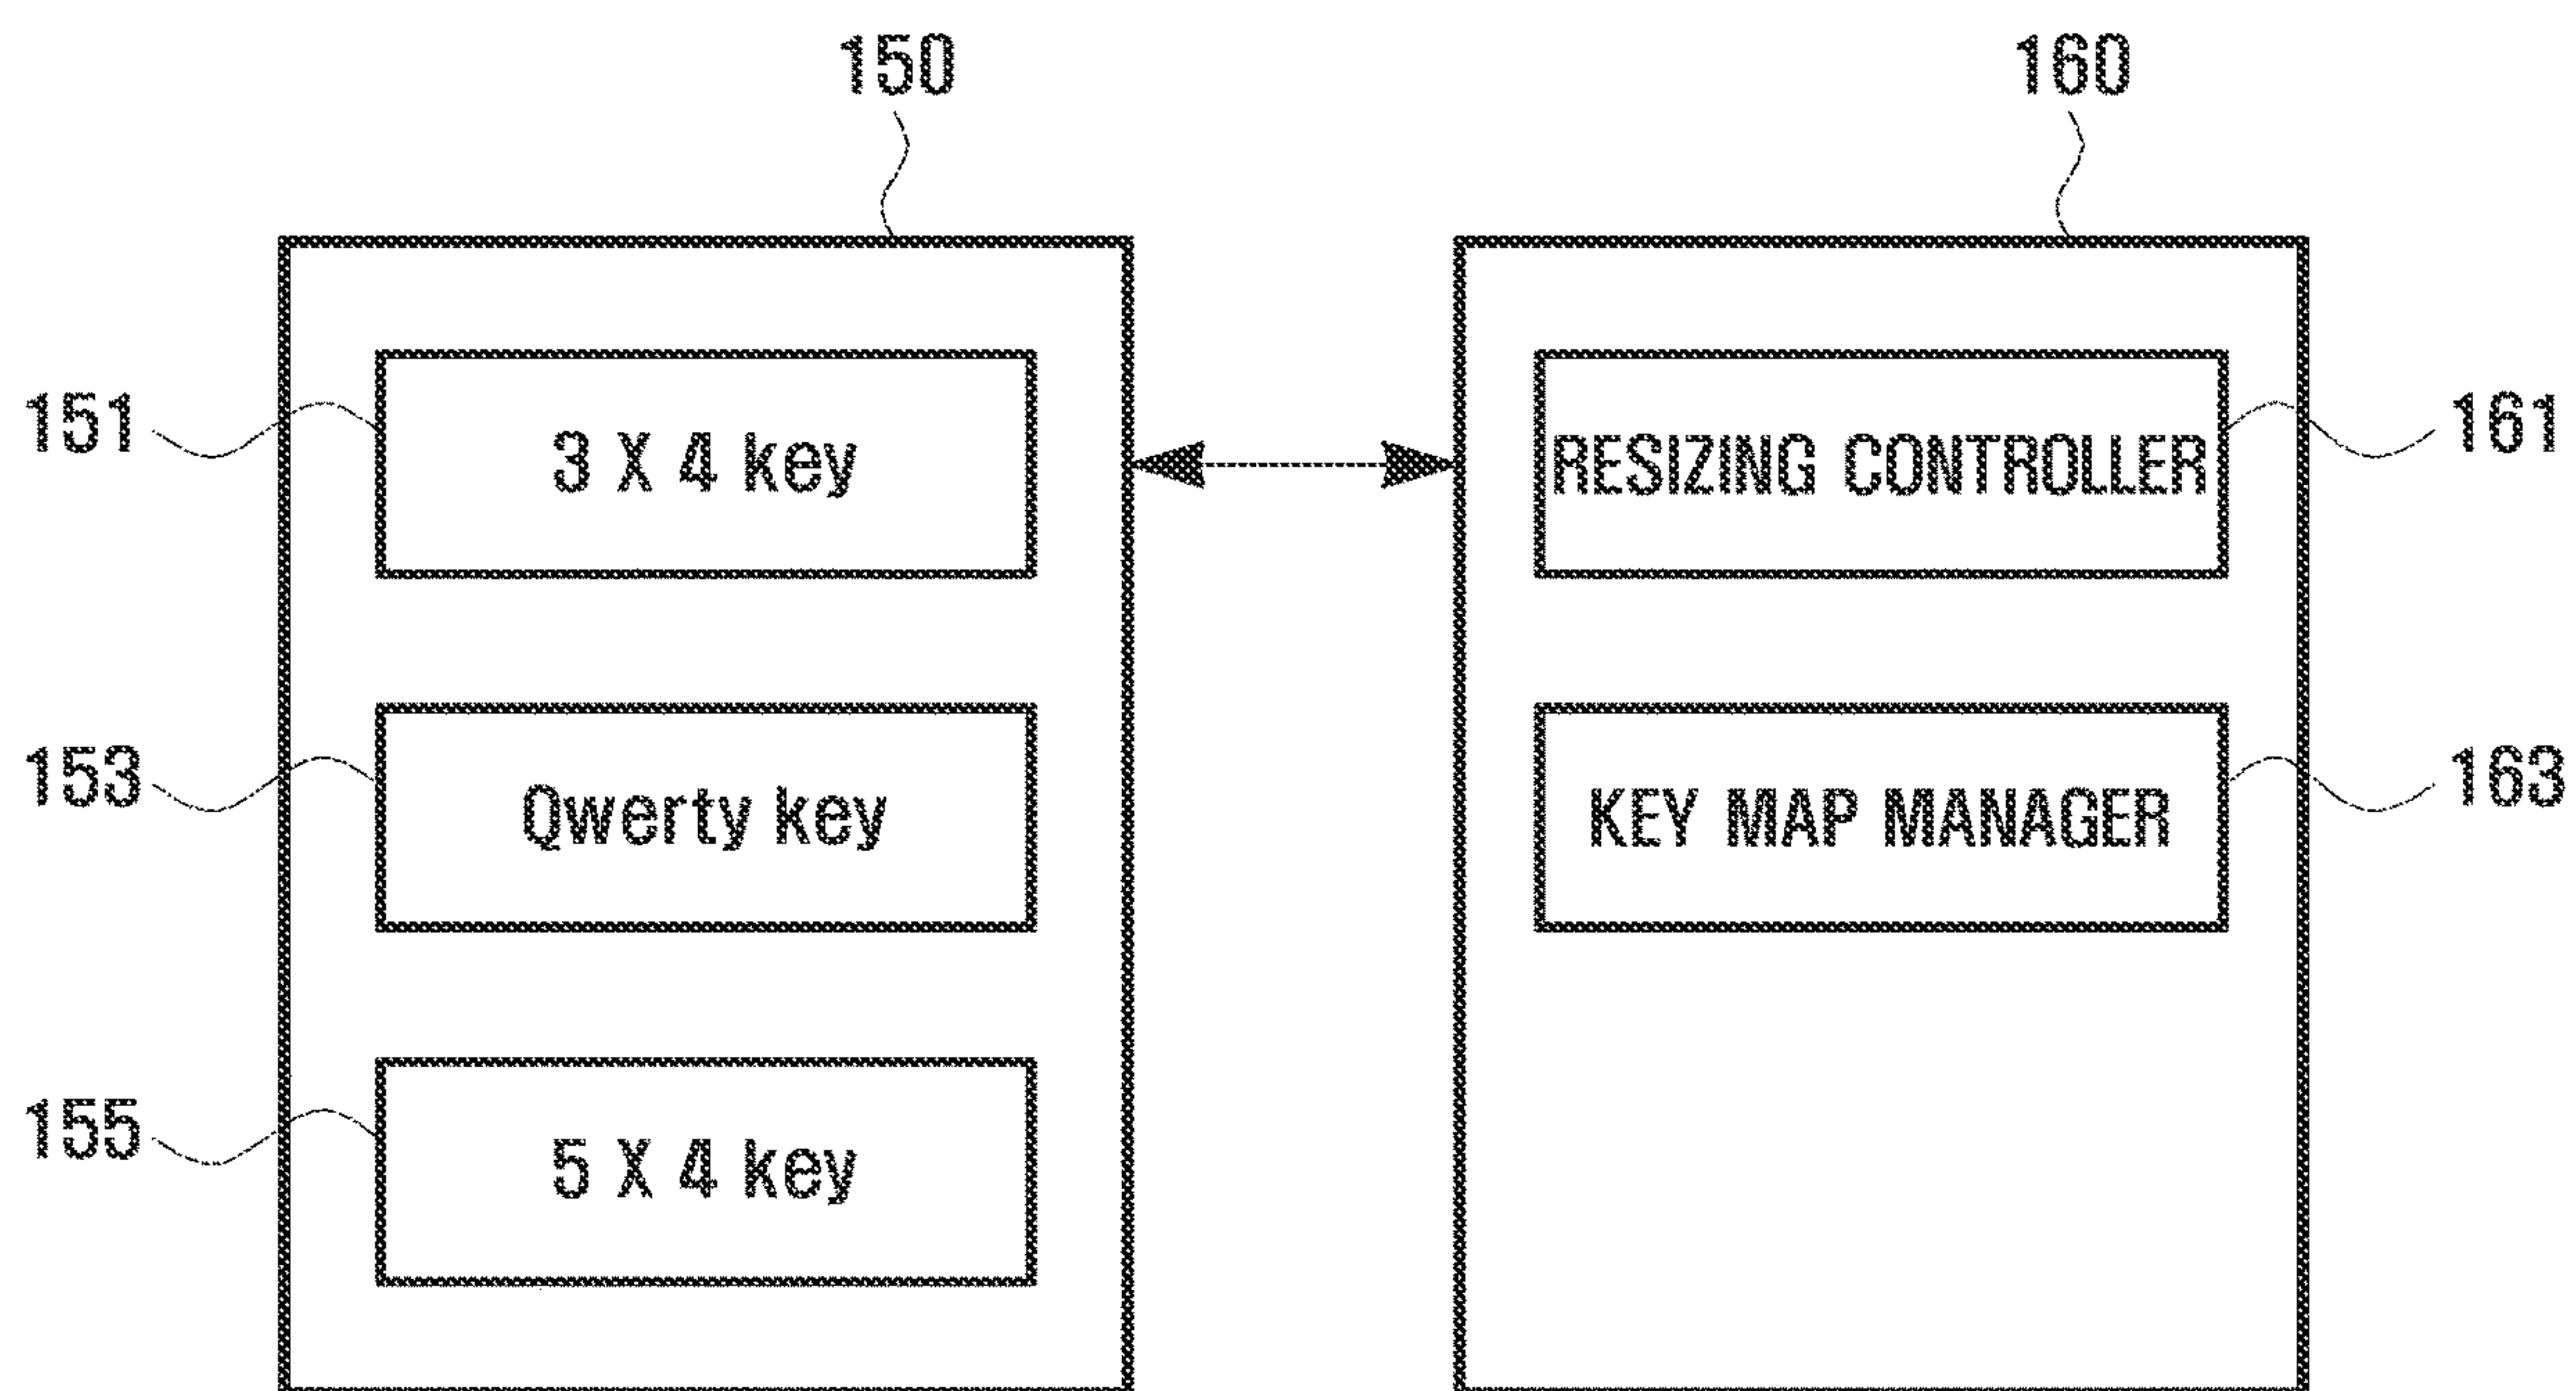 150
160
151
3 X 4 key
RESIZING CONTROLLER
161
153
Qwerty key
KEY MAP MANAGER
163
155
5 X 4 key